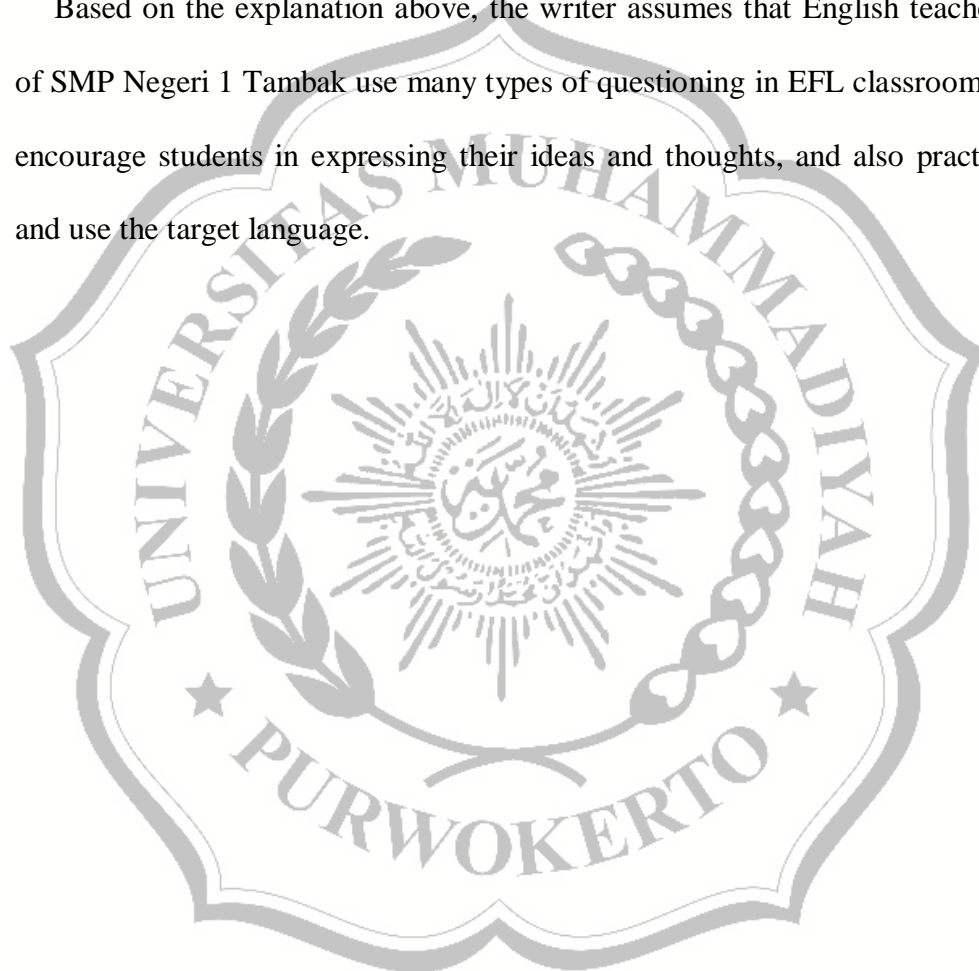 Based on the explanation above, the writer assumes that English teache
of SMP Negeri 1 Tambak use many types of questioning in EFL classroom
encourage students in expressing their ideas and thoughts, and also pract
and use the target language.
UNIVERSITAS MUHAMMADIYAH
محمد
PURWOKERTO